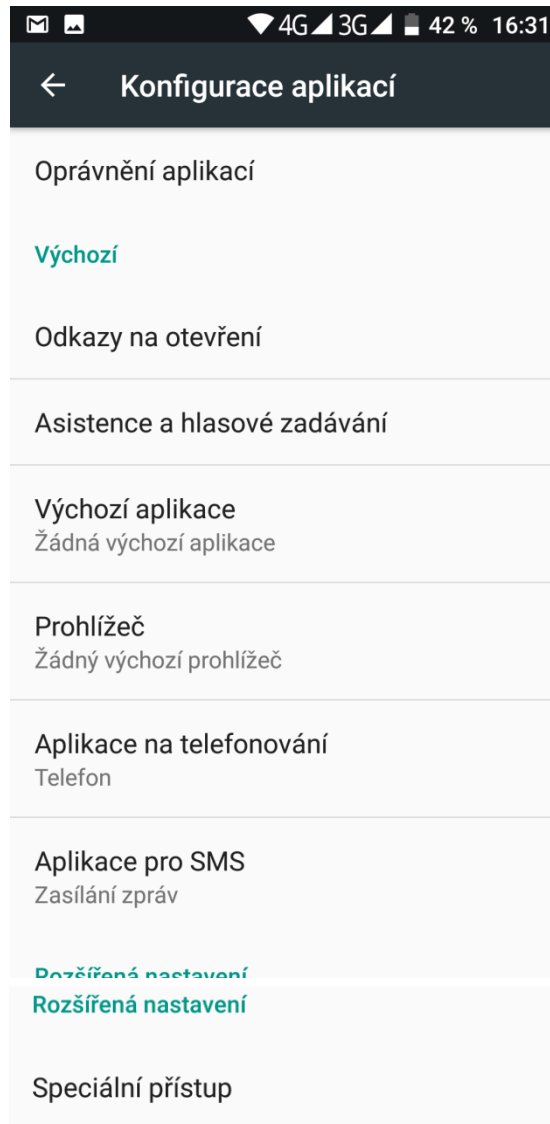 4G 3G 42 % 16:31
Konfigurace aplikací
Oprávnění aplikací
Výchozí
Odkazy na otevření
Asistence a hlasové zadávání
Výchozí aplikace
Žádná výchozí aplikace
Prohlížeč
Žádný výchozí prohlížeč
Aplikace na telefonování
Telefon
Aplikace pro SMS
Zasílání zpráv
Rozšířená nastavení
Rozšířená nastavení
Speciální přístup